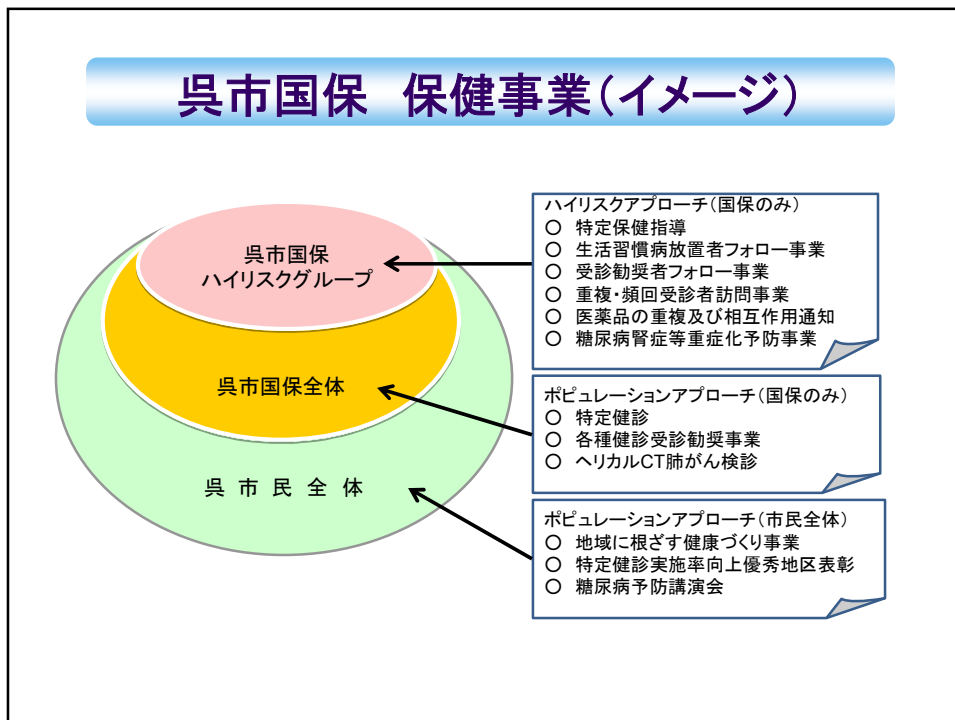 呉市国保　保健事業（イメージ）
呉市国保
ハイリスクグループ
呉市国保全体
呉 市 民 全 体
ハイリスクアプローチ（国保のみ）
○ 特定保健指導
○ 生活習慣病放置者フォロー事業
○ 受診勧奨者フォロー事業
○ 重複・頻回受診者訪問事業
○ 医薬品の重複及び相互作用通知
○ 糖尿病腎症等重症化予防事業
ポピュレーションアプローチ（国保のみ）
○ 特定健診
○ 各種健診受診勧奨事業
○ ヘリカルCT肺がん検診
ポピュレーションアプローチ（市民全体）
○ 地域に根ざす健康づくり事業
○ 特定健診実施率向上優秀地区表彰
○ 糖尿病予防講演会